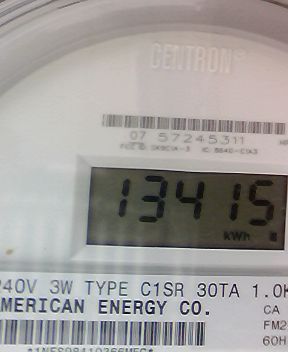 CENTRON
07 57245311
13415
kWh
240V 3W TYPE C1SR 30TA 1.0K
AMERICAN ENERGY CO.
CA
FM2
60H